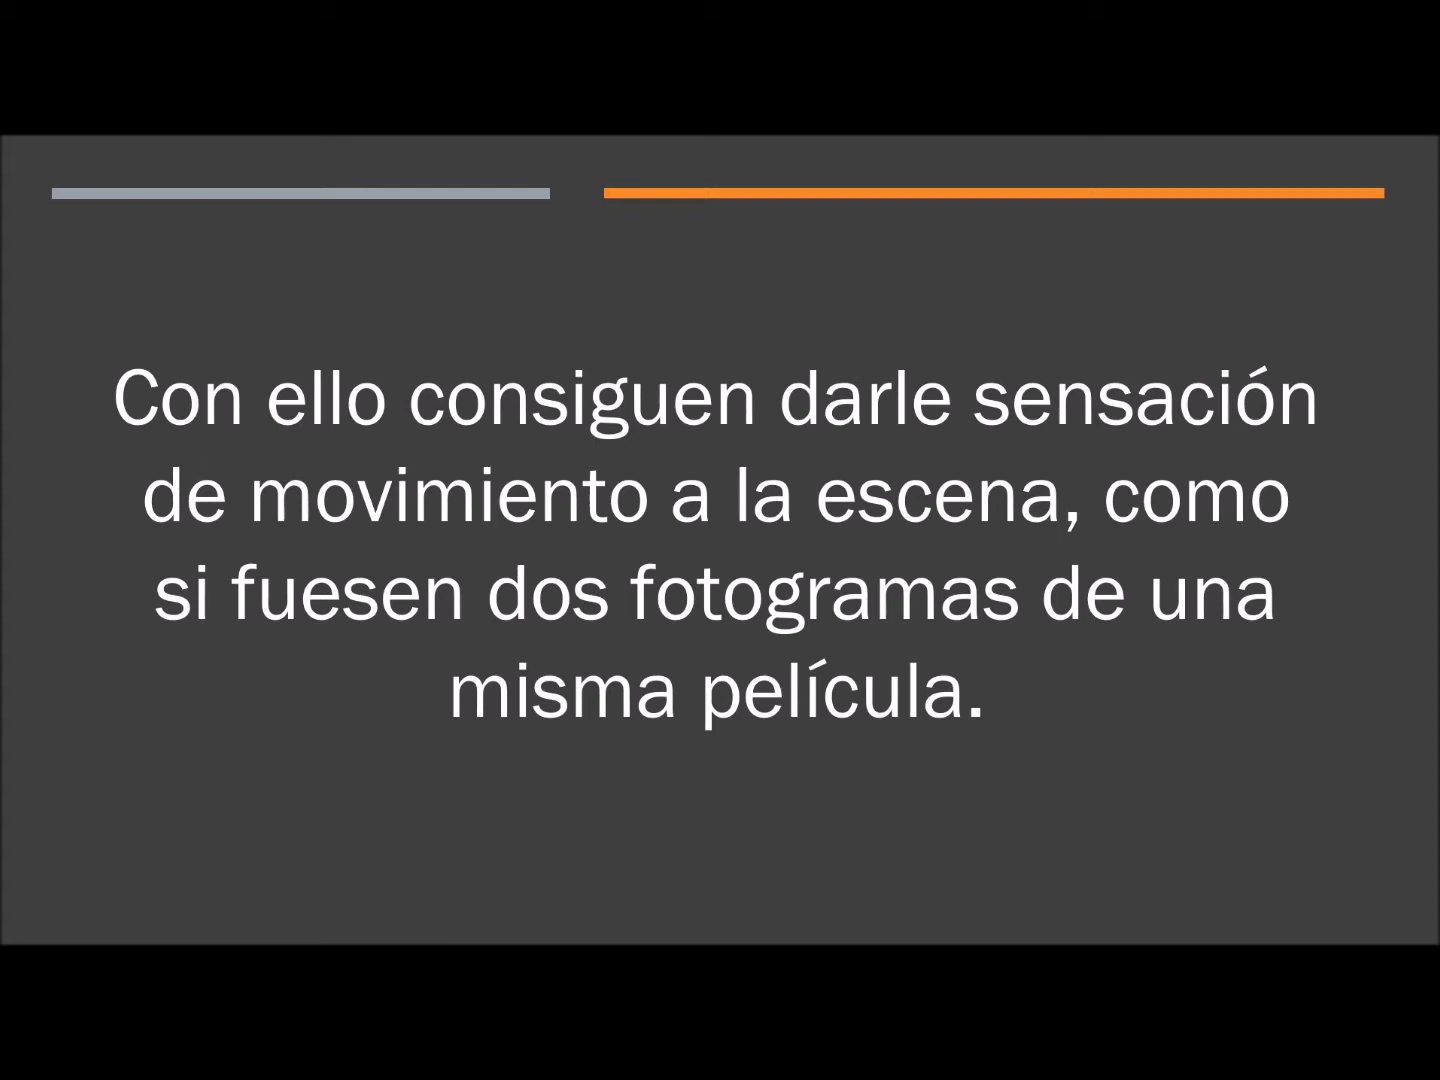 Con ello consiguen darle sensación
de movimiento a la escena, como
si fuesen dos fotogramas de una
misma película.